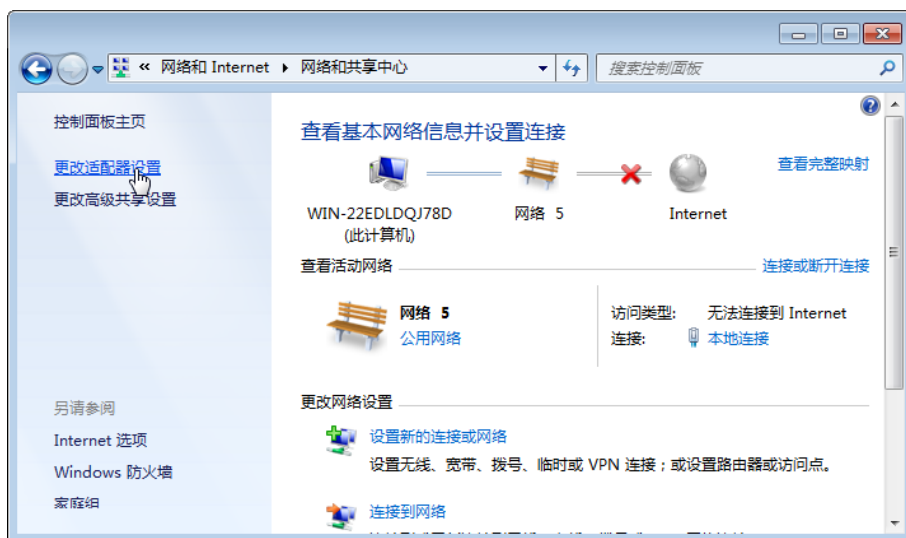 « 网络和 Internet ▸ 网络和共享中心
搜索控制面板
控制面板主页
更改适配器设置
更改高级共享设置
另请参阅
Internet 选项
Windows 防火墙
家庭组
查看基本网络信息并设置连接
查看完整映射
WIN-22EDLDQJ78D
(此计算机)
网络 5
Internet
查看活动网络
连接或断开连接
网络 5
公用网络
访问类型: 无法连接到 Internet
连接: 本地连接
更改网络设置
设置新的连接或网络
设置无线、宽带、拨号、临时或 VPN 连接；或设置路由器或访问点。
连接到网络